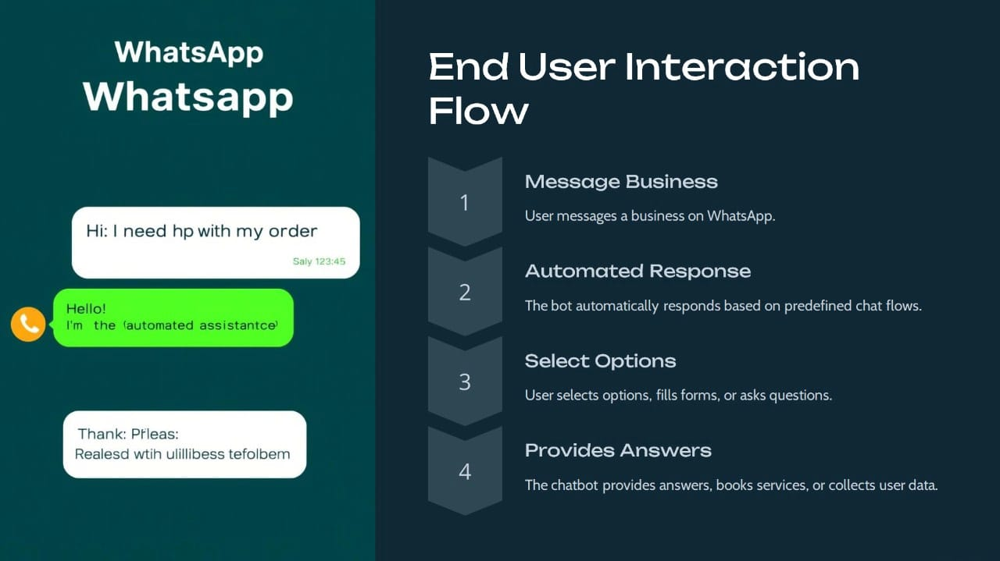 WhatsApp
Whatsapp
Hi: I need hp with my order
Saly 123:45
Hello!
I'm the (automated assistantce)
Thank: Pfleas:
Realesd wtih ulillibess tefolbem
End User Interaction
Flow
1
Message Business
User messages a business on WhatsApp.
2
Automated Response
The bot automatically responds based on predefined chat flows.
3
Select Options
User selects options, fills forms, or asks questions.
4
Provides Answers
The chatbot provides answers, books services, or collects user data.